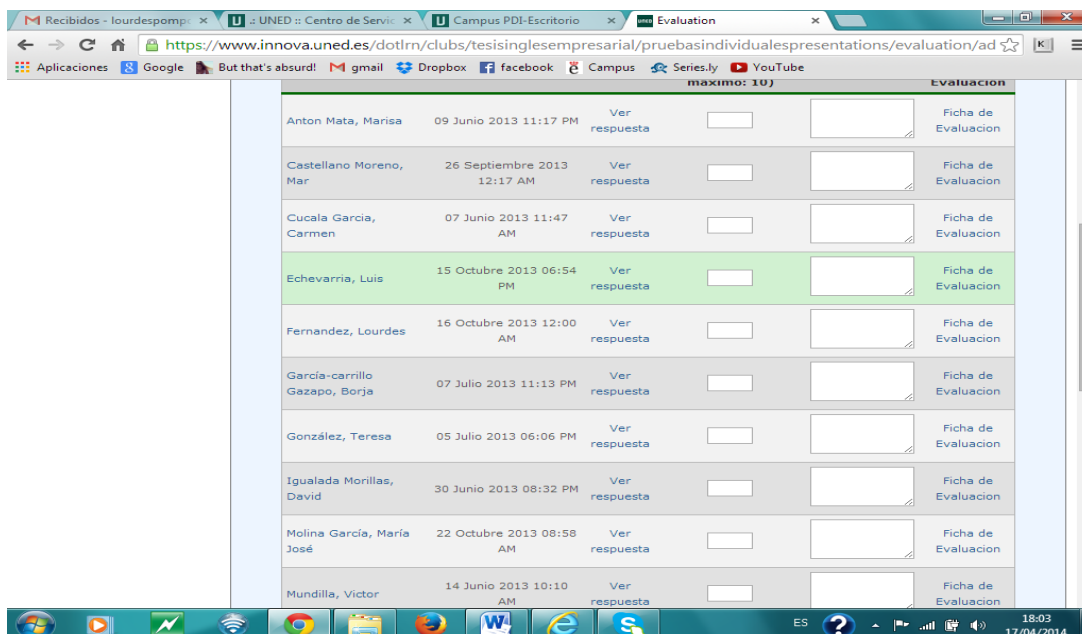 Recibidos - lourdespomp
.: UNED :: Centro de Servic
Campus PDI-Escritorio
Evaluation
https://www.innova.uned.es/dotlrn/clubs/tesisinglesempresarial/pruebasindividualespresentations/evaluation/ad
Aplicaciones Google But that's absurd! gmail Dropbox facebook Campus Series.ly YouTube
maximo: 10) Evaluacion
Anton Mata, Marisa 09 Junio 2013 11:17 PM Ver respuesta Ficha de Evaluacion
Castellano Moreno, Mar 26 Septiembre 2013 12:17 AM Ver respuesta Ficha de Evaluacion
Cucala Garcia, Carmen 07 Junio 2013 11:47 AM Ver respuesta Ficha de Evaluacion
Echevarria, Luis 15 Octubre 2013 06:54 PM Ver respuesta Ficha de Evaluacion
Fernandez, Lourdes 16 Octubre 2013 12:00 AM Ver respuesta Ficha de Evaluacion
García-carrillo Gazapo, Borja 07 Julio 2013 11:13 PM Ver respuesta Ficha de Evaluacion
González, Teresa 05 Julio 2013 06:06 PM Ver respuesta Ficha de Evaluacion
Igualada Morillas, David 30 Junio 2013 08:32 PM Ver respuesta Ficha de Evaluacion
Molina García, María José 22 Octubre 2013 08:58 AM Ver respuesta Ficha de Evaluacion
Mundilla, Victor 14 Junio 2013 10:10 AM Ver respuesta Ficha de Evaluacion
ES 18:03
17/04/2014